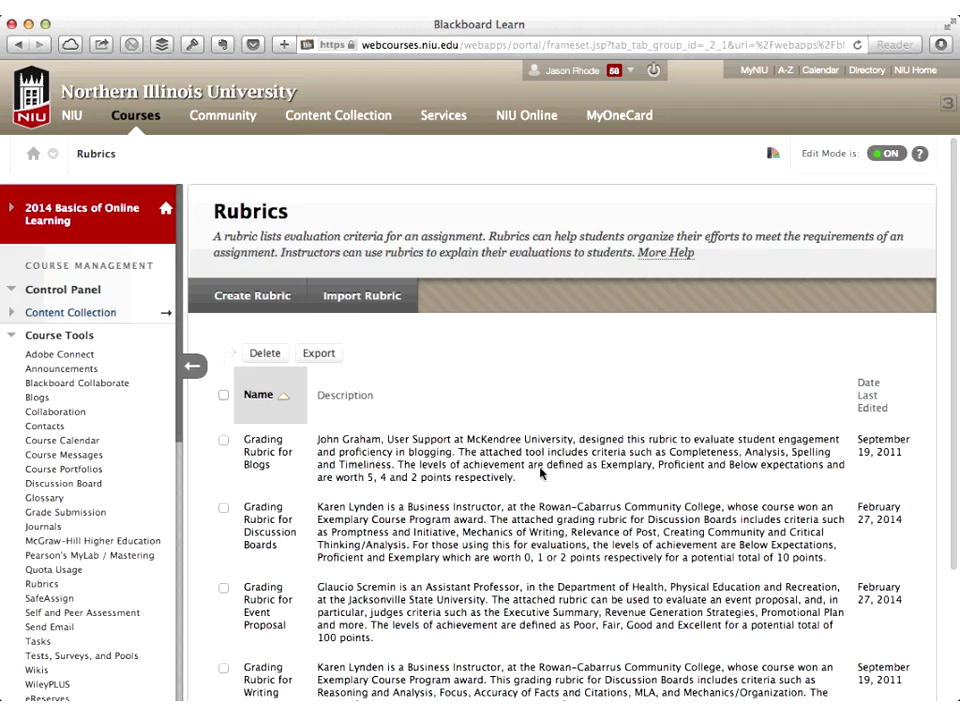 Blackboard Learn
https webcourses.niu.edu/webapps/portal/frameset.jsp?tab_tab_group_id=_2_1&url=%2Fwebapps%2Fbl
Reader
Jason Rhode 50
MyNIU | A-Z | Calendar | Directory | NIU Home
Northern Illinois University
NIU
NIU Courses Community Content Collection Services NIU Online MyOneCard
3
Rubrics
Edit Mode is: ON ?
2014 Basics of Online
Learning
COURSE MANAGEMENT
Control Panel
Content Collection
Course Tools
Adobe Connect
Announcements
Blackboard Collaborate
Blogs
Collaboration
Contacts
Course Calendar
Course Messages
Course Portfolios
Discussion Board
Glossary
Grade Submission
Journals
McGraw-Hill Higher Education
Pearson's MyLab / Mastering
Quota Usage
Rubrics
SafeAssign
Self and Peer Assessment
Send Email
Tasks
Tests, Surveys, and Pools
Wikis
WileyPLUS
eReserves
Rubrics
A rubric lists evaluation criteria for an assignment. Rubrics can help students organize their efforts to meet the requirements of an
assignment. Instructors can use rubrics to explain their evaluations to students. More Help
Create Rubric Import Rubric
Delete Export
Name Description
Date
Last
Edited
Grading
Rubric for
Blogs
John Graham, User Support at McKendree University, designed this rubric to evaluate student engagement
and proficiency in blogging. The attached tool includes criteria such as Completeness, Analysis, Spelling
and Timeliness. The levels of achievement are defined as Exemplary, Proficient and Below expectations and
are worth 5, 4 and 2 points respectively.
September
19, 2011
Grading
Rubric for
Discussion
Boards
Karen Lynden is a Business Instructor, at the Rowan-Cabarrus Community College, whose course won an
Exemplary Course Program award. The attached grading rubric for Discussion Boards includes criteria such
as Promptness and Initiative, Mechanics of Writing, Relevance of Post, Creating Community and Critical
Thinking/Analysis. For those using this for evaluations, the levels of achievement are Below Expectations,
Proficient and Exemplary which are worth 0, 1 or 2 points respectively for a potential total of 10 points.
February
27, 2014
Grading
Rubric for
Event
Proposal
Glaucio Scremin is an Assistant Professor, in the Department of Health, Physical Education and Recreation,
at the Jacksonville State University. The attached rubric can be used to evaluate an event proposal, and, in
particular, judges criteria such as the Executive Summary, Revenue Generation Strategies, Promotional Plan
and more. The levels of achievement are defined as Poor, Fair, Good and Excellent for a potential total of
100 points.
February
27, 2014
Grading
Rubric for
Writing
Karen Lynden is a Business Instructor, at the Rowan-Cabarrus Community College, whose course won an
Exemplary Course Program award. This grading rubric for Discussion Boards includes criteria such as
Reasoning and Analysis, Focus, Accuracy of Facts and Citations, MLA, and Mechanics/Organization. The
September
19, 2011